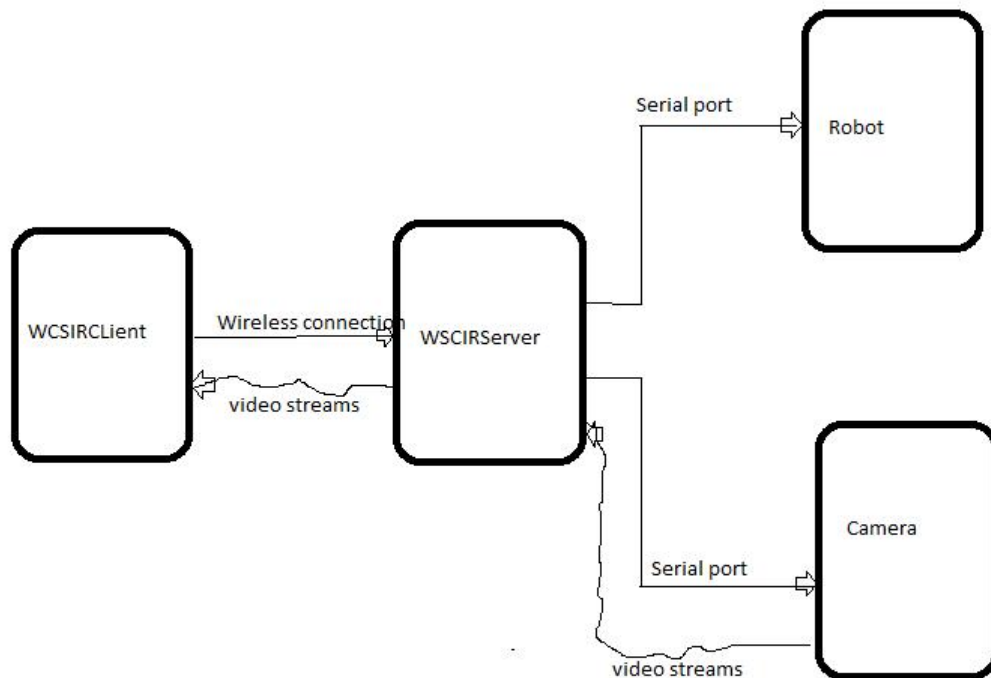 Serial port
Robot
WCSIRCLient
Wireless connection
WSCIRServer
video streams
Camera
Serial port
video streams